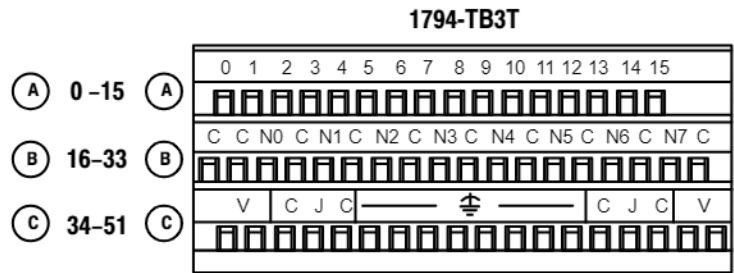 1794-TB3T
0 1 2 3 4 5 6 7 8 9 10 11 12 13 14 15
A 0–15 A
C C N0 C N1 C N2 C N3 C N4 C N5 C N6 C N7 C
B 16–33 B
V C J C C J C V
C 34–51 C